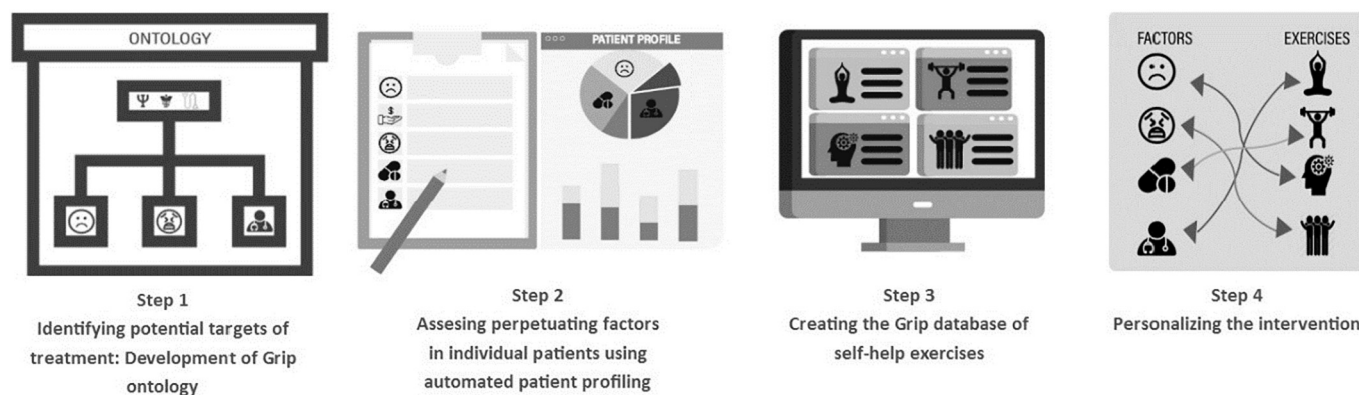 ONTOLOGY
PATIENT PROFILE
FACTORS
EXERCISES
Step 1
Identifying potential targets of
treatment: Development of Grip
ontology
Step 2
Assesing perpetuating factors
in individual patients using
automated patient profiling
Step 3
Creating the Grip database of
self-help exercises
Step 4
Personalizing the intervention